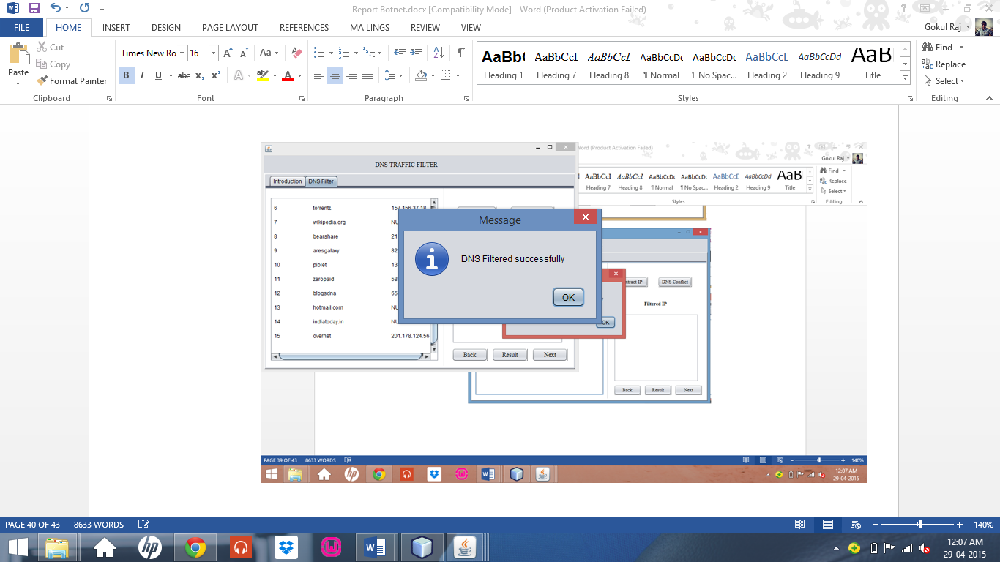 Report Botnet.docx [Compatibility Mode] - Word (Product Activation Failed)
FILE HOME INSERT DESIGN PAGE LAYOUT REFERENCES MAILINGS REVIEW VIEW Gokul Raj
Paste Cut Copy Format Painter
Clipboard
Times New Ro 16 Aa
B I U abc x₂ x² A A
Font
Paragraph
AaBbC AaBbCcI AaBbCcI AaBbCcDc AaBbCcDc AaBbCcD AaBbCcDd AaB
Heading 1 Heading 7 Heading 8 ¶ Normal ¶ No Spac... Heading 2 Heading 9 Title
Styles
Find
Replace
Select
Editing
Word (Product Activation Failed)
Gokul Raj
AaBbCcI AaBbCcI AaBbCcDc AaBbCcDc AaBbCcD AaBbCcDd AaB
Heading 7 Heading 8 ¶ Normal ¶ No Spac... Heading 2 Heading 9 Title
Styles
Find
Replace
Select
Editing
DNS TRAFFIC FILTER
Introduction DNS Filter
6 torrentz 157.156.37.18
7 wikipedia.org NU
8 bearshare 21
9 aresgalaxy 82.
10 piolet 138
11 zeropaid 58.
12 blogsdna 65.
13 hotmail.com NU
14 indiatoday.in NU
15 overnet 201.178.124.56
Message
DNS Filtered successfully
OK
Back Result Next
xtract IP DNS Conflict
Filtered IP
OK
Back Result Next
PAGE 39 OF 43 8633 WORDS 140%
12:07 AM
29-04-2015
PAGE 40 OF 43 8633 WORDS 140%
12:07 AM
29-04-2015